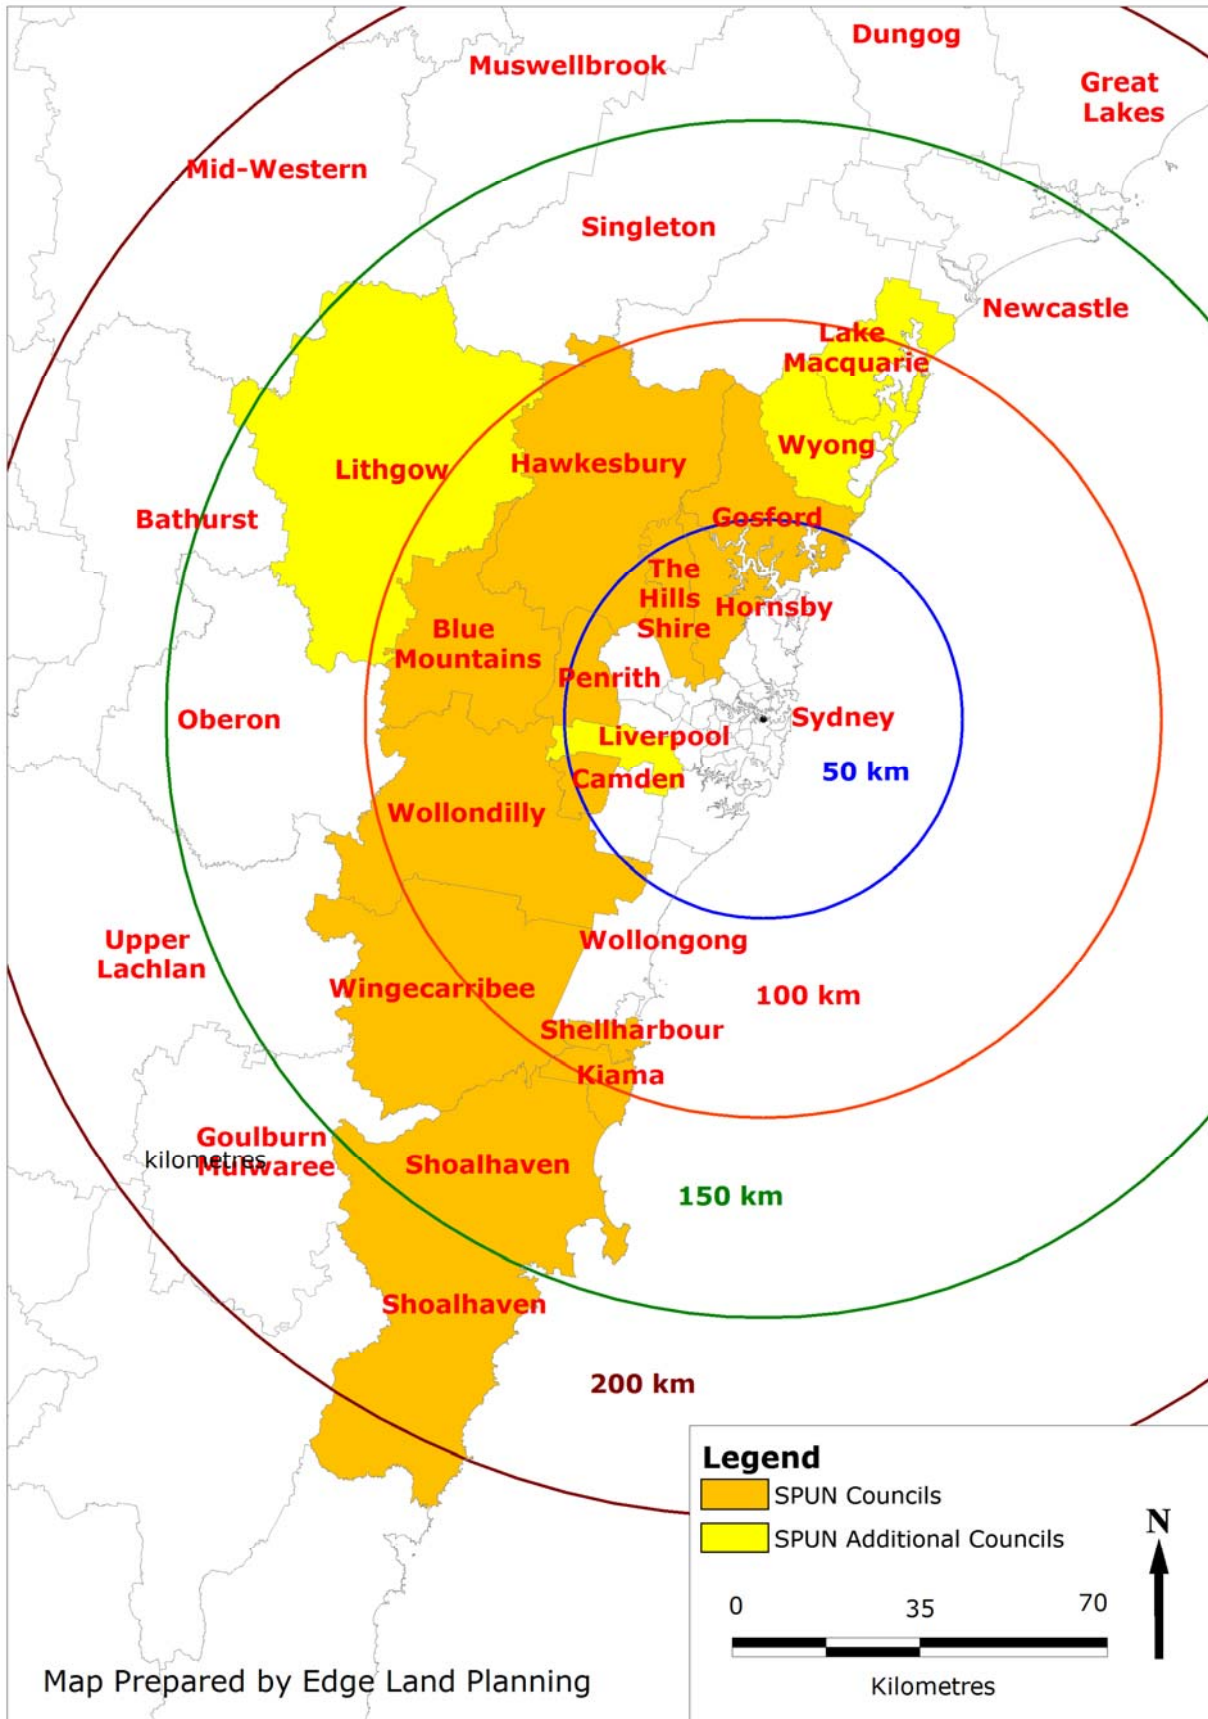 Dungog
Muswellbrook
Great
Lakes
Mid-Western
Singleton
Newcastle
Lake
Macquarie
Wyong
Lithgow
Hawkesbury
Bathurst
Gosford
The
Hills
Shire
Hornsby
Blue
Mountains
Penrith
Oberon
Sydney
Liverpool
50 km
Camden
Wollondilly
Upper
Lachlan
Wollongong
Wingecarribee
100 km
Shellharbour
Kiama
Goulburn
Mulwaree
kilometres
Shoalhaven
150 km
Shoalhaven
200 km
Legend
SPUN Councils
SPUN Additional Councils
N
0 35 70
Kilometres
Map Prepared by Edge Land Planning